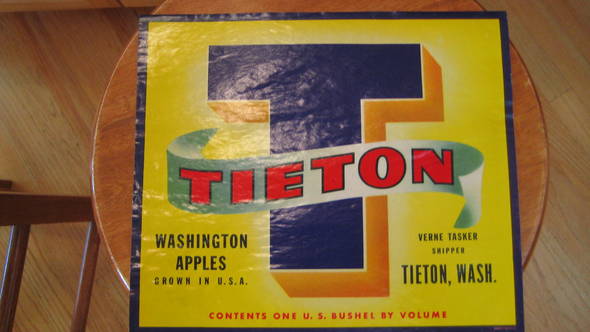 T
TIETON
WASHINGTON
APPLES
GROWN IN U.S.A.
VERNE TASKER
SHIPPER
TIETON, WASH.
CONTENTS ONE U. S. BUSHEL BY VOLUME